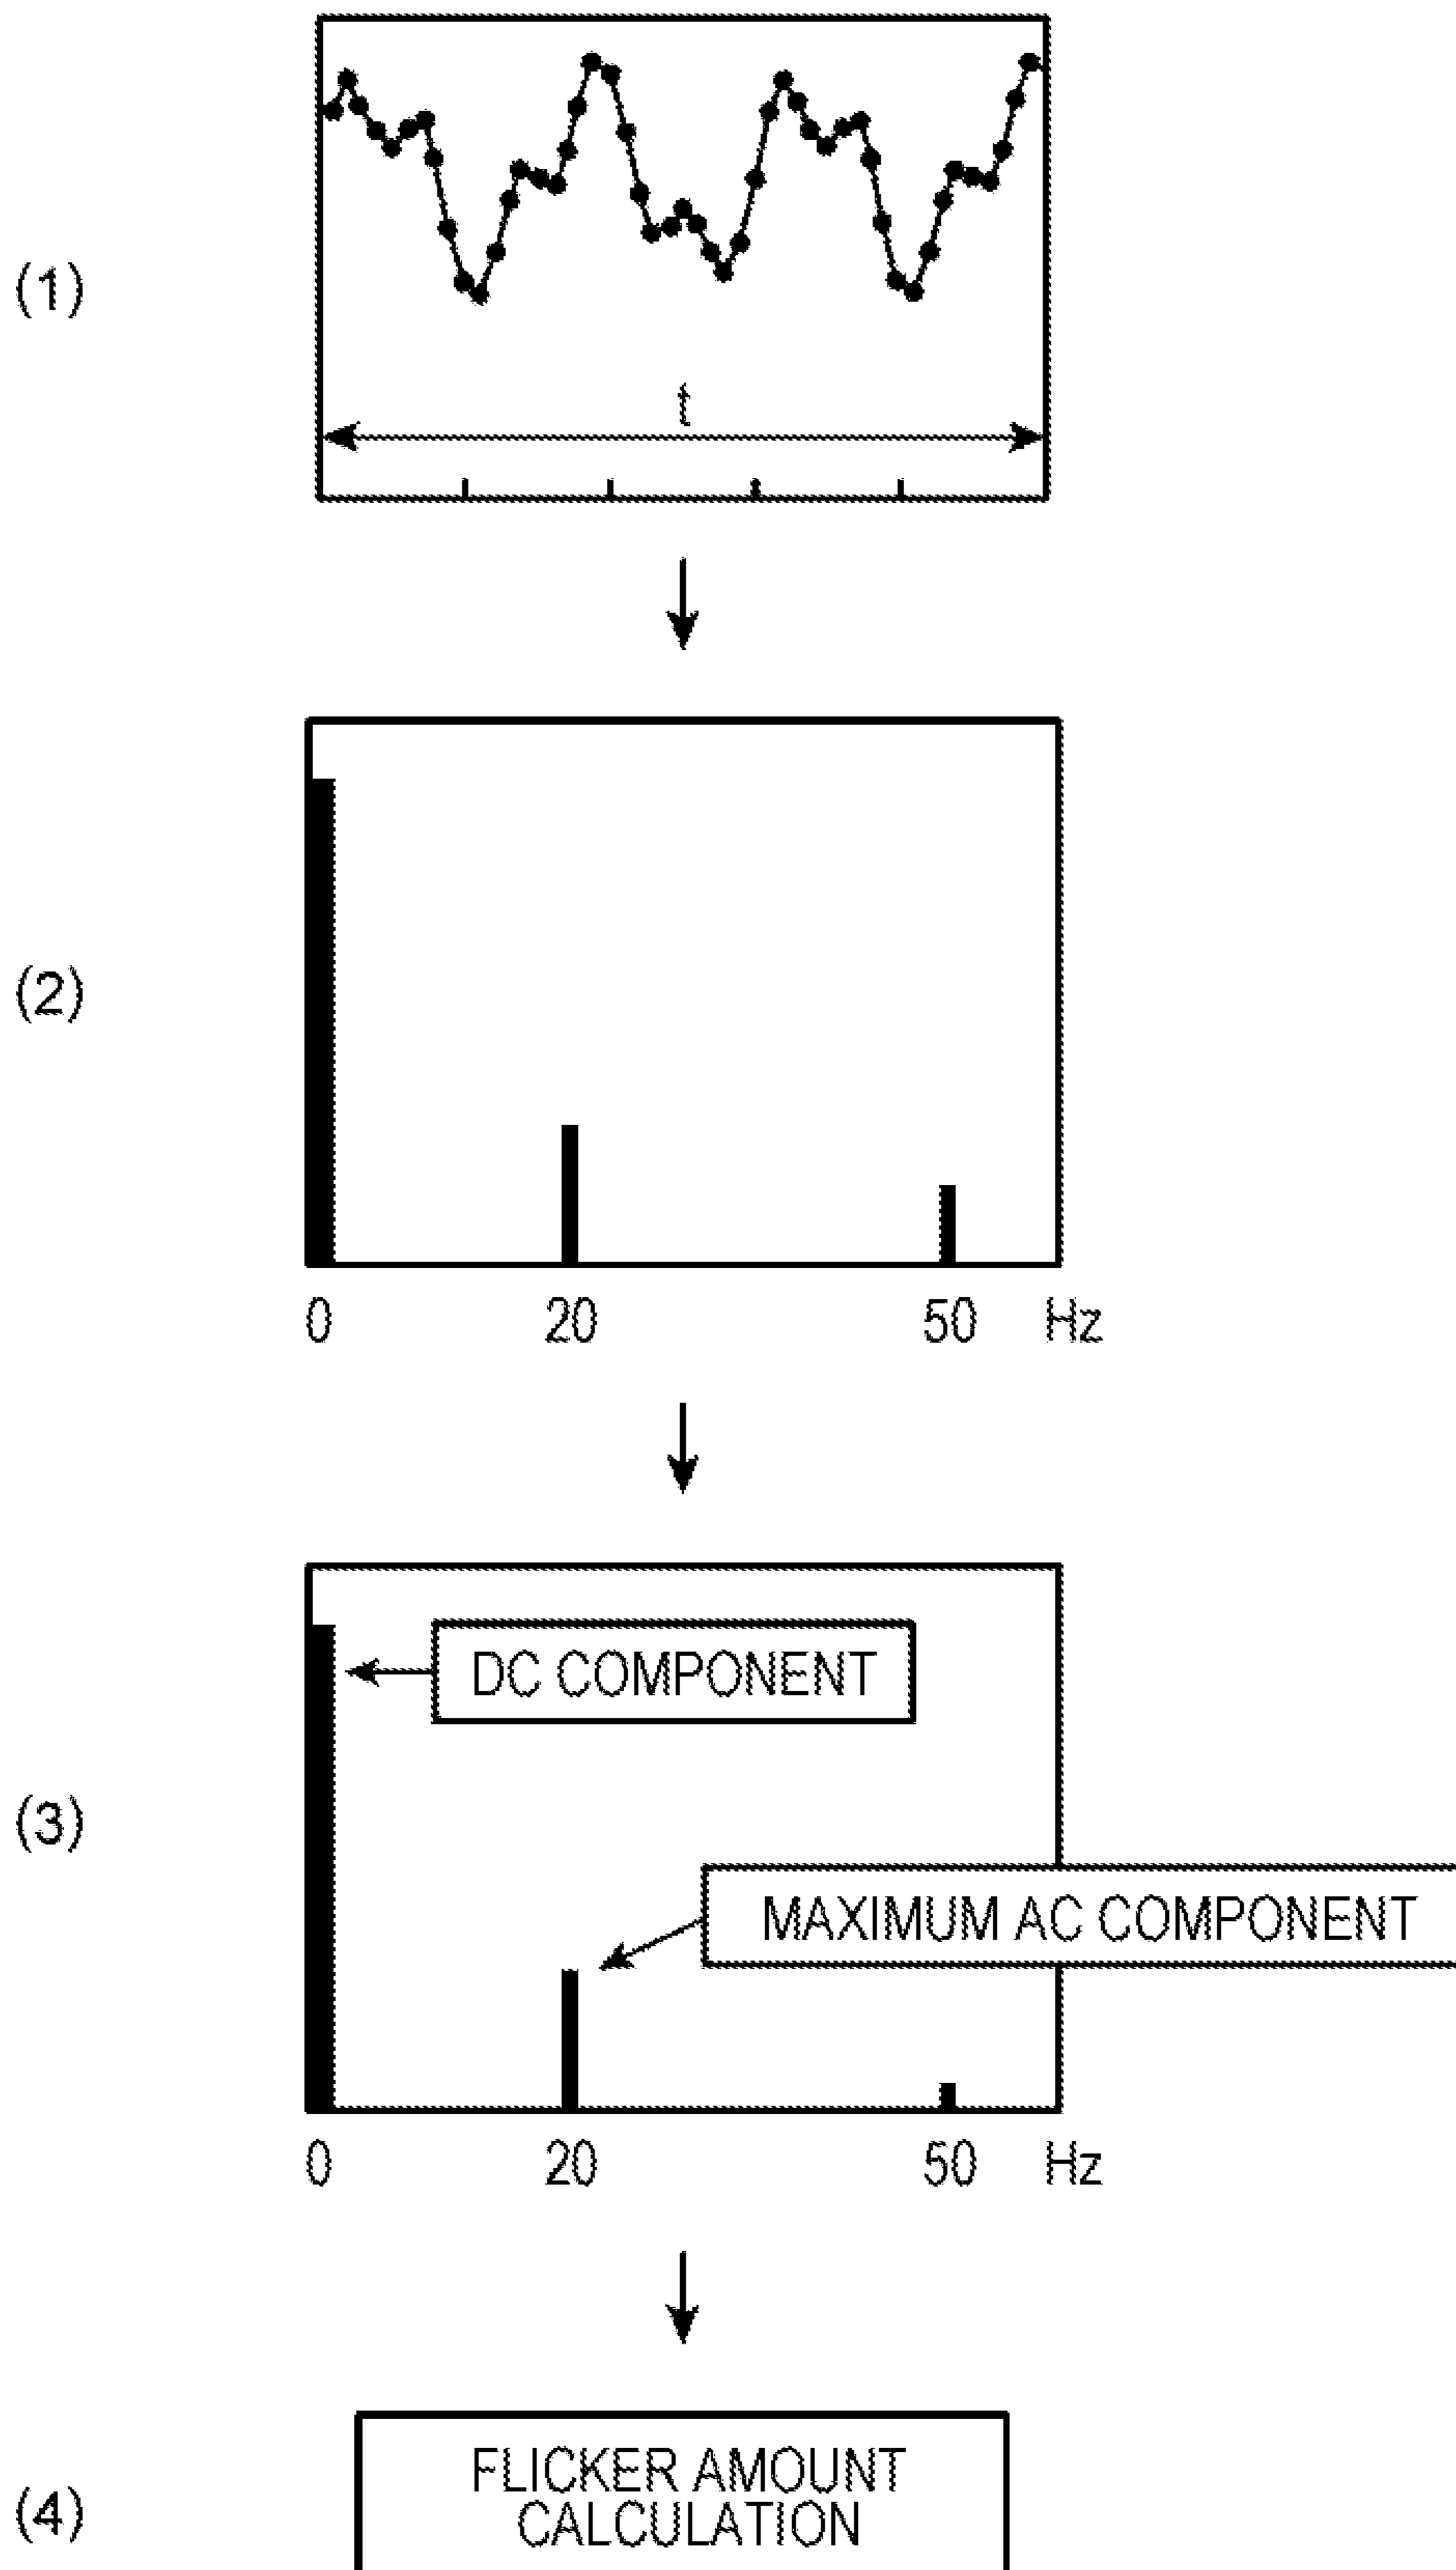 (1)
t
(2)
0 20 50 Hz
(3)
DC COMPONENT
MAXIMUM AC COMPONENT
0 20 50 Hz
(4)
FLICKER AMOUNT
CALCULATION